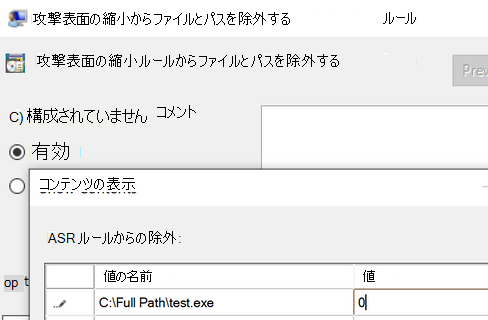 攻撃表面の縮小からファイルとパスを除外する ルール
攻撃表面の縮小ルールからファイルとパスを除外する
Prev
C) 構成されていません コメント
有効
コンテンツの表示
ASR ルールからの除外:
op t
値の名前 値
C:\Full Path\test.exe 0